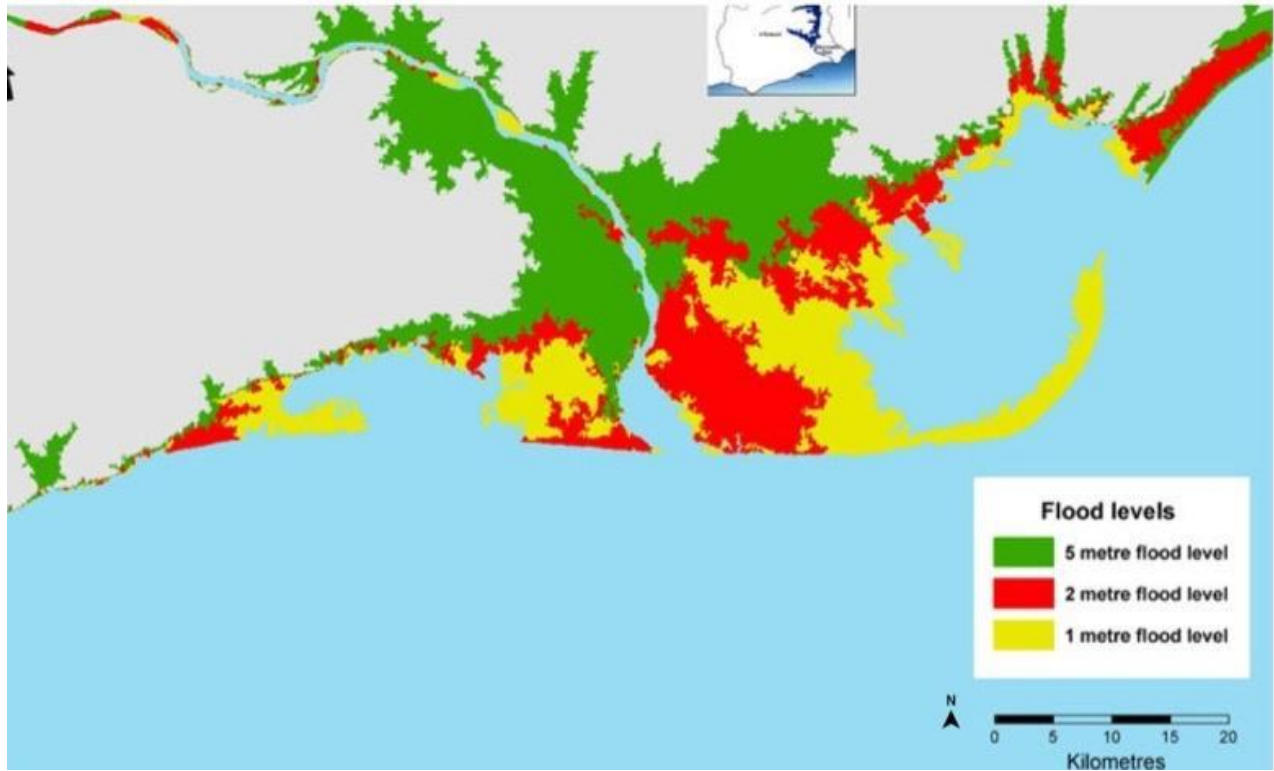 Flood levels
5 metre flood level
2 metre flood level
1 metre flood level
N
0 5 10 15 20
Kilometres